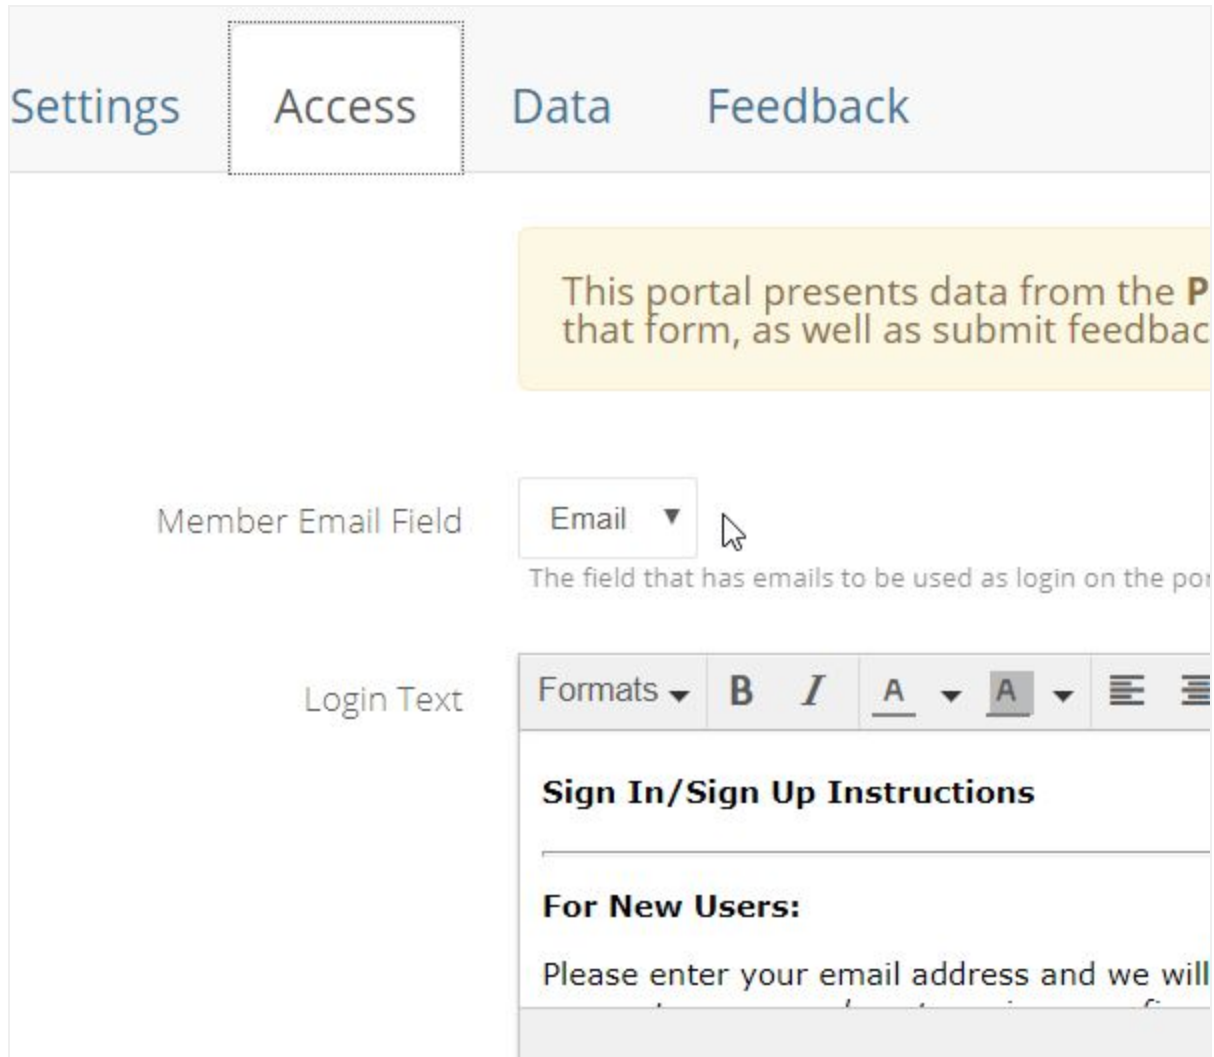 Settings Access Data Feedback
This portal presents data from the P
that form, as well as submit feedbac
Member Email Field Email
The field that has emails to be used as login on the por
Login Text Formats B I A A
Sign In/Sign Up Instructions
For New Users:
Please enter your email address and we will